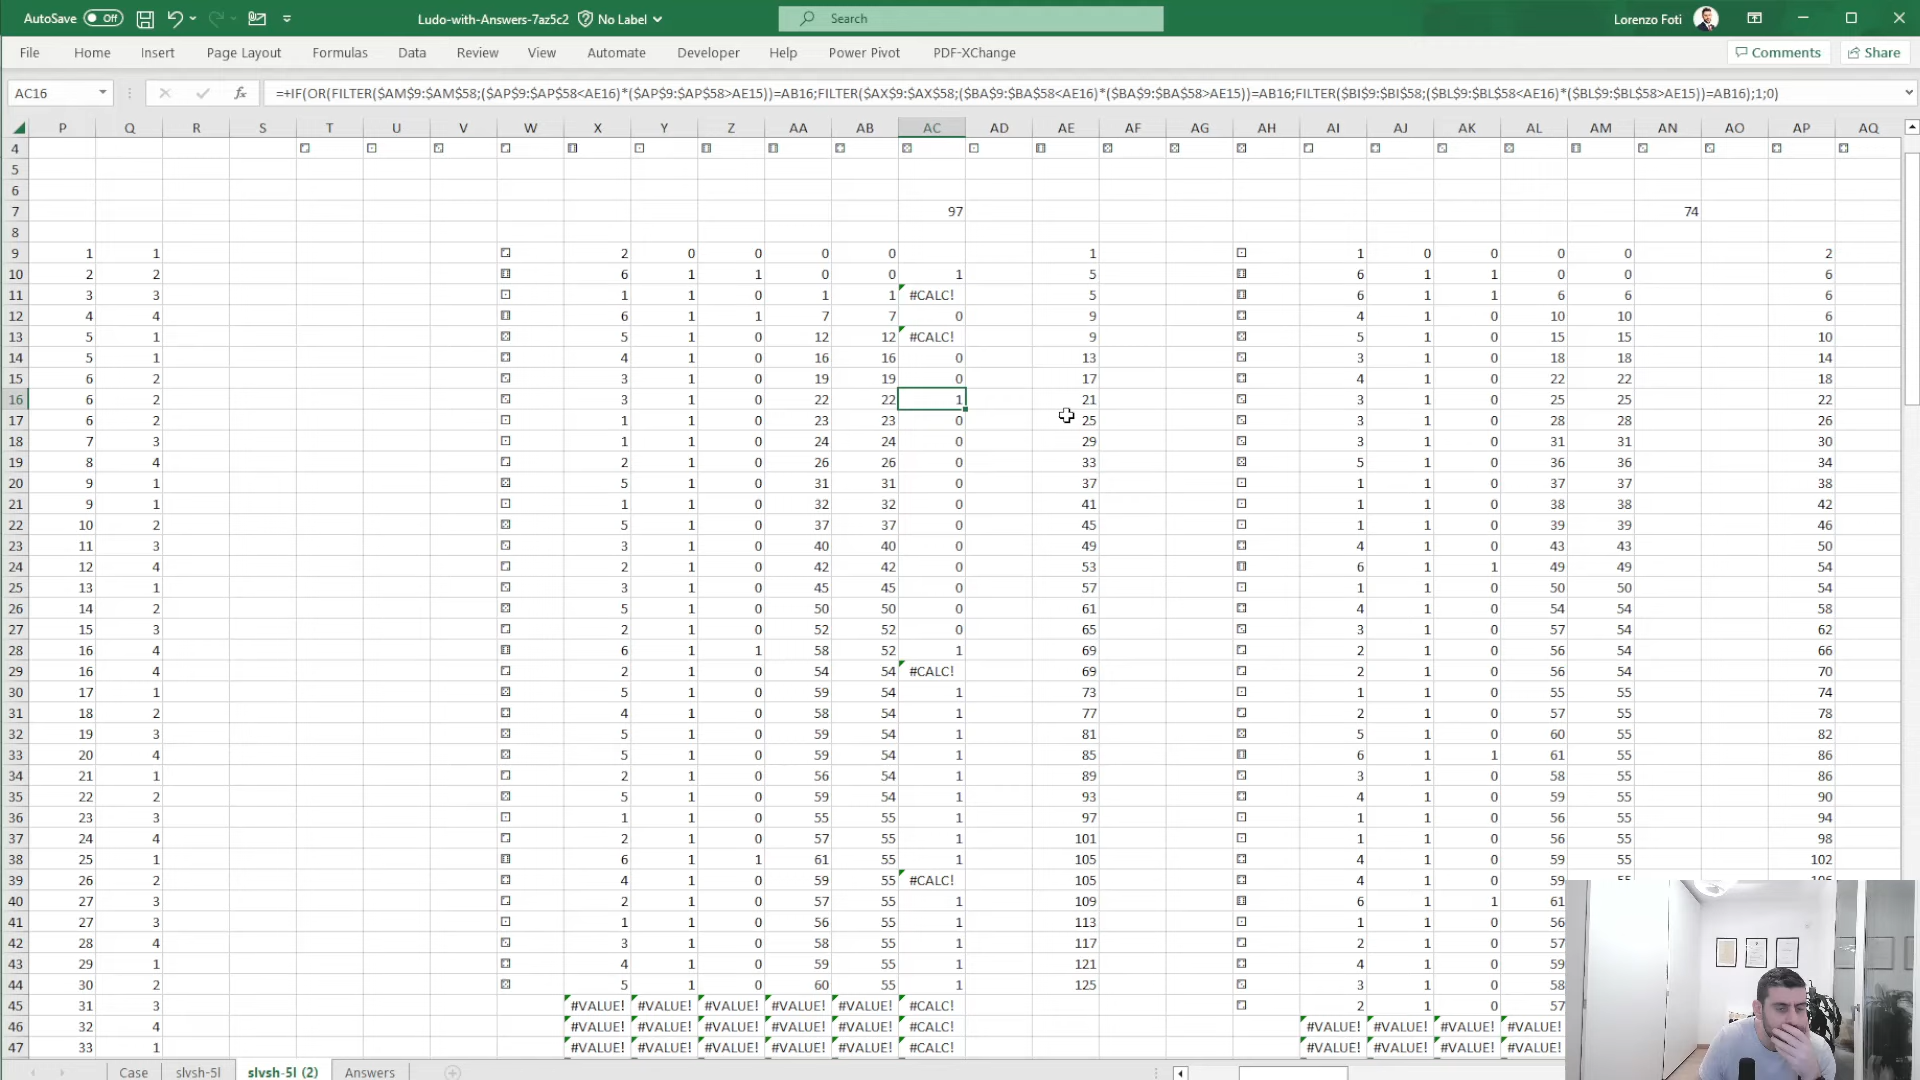 AutoSave Off Ludo-with-Answers-7az5c2 No Label Search Lorenzo Foti
File Home Insert Page Layout Formulas Data Review View Automate Developer Help Power Pivot PDF-XChange Comments Share
AC16 fx =+IF(OR(FILTER($AM$9:$AM$58;($AP$9:$AP$58<AE16)*($AP$9:$AP$58>AE15))=AB16;FILTER($AX$9:$AX$58;($BA$9:$BA$58<AE16)*($BA$9:$BA$58>AE15))=AB16;FILTER($BI$9:$BI$58;($BL$9:$BL$58<AE16)*($BL$9:$BL$58>AE15))=AB16);1;0)
P Q R S T U V W X Y Z AA AB AC AD AE AF AG AH AI AJ AK AL AM AN AO AP AQ
4
5
6
7 97 74
8
9 1 1 2 0 0 0 0 1 1 0 0 0 0 2
10 2 2 6 1 1 0 0 1 5 6 1 1 0 0 6
11 3 3 1 1 0 1 1 #CALC! 5 6 1 1 6 6 6
12 4 4 6 1 1 7 7 0 9 4 1 0 10 10 6
13 5 1 5 1 0 12 12 #CALC! 9 5 1 0 15 15 10
14 5 1 4 1 0 16 16 0 13 3 1 0 18 18 14
15 6 2 3 1 0 19 19 0 17 4 1 0 22 22 18
16 6 2 3 1 0 22 22 1 21 3 1 0 25 25 22
17 6 2 1 1 0 23 23 0 25 3 1 0 28 28 26
18 7 3 1 1 0 24 24 0 29 3 1 0 31 31 30
19 8 4 2 1 0 26 26 0 33 5 1 0 36 36 34
20 9 1 5 1 0 31 31 0 37 1 1 0 37 37 38
21 9 1 1 1 0 32 32 0 41 1 1 0 38 38 42
22 10 2 5 1 0 37 37 0 45 1 1 0 39 39 46
23 11 3 3 1 0 40 40 0 49 4 1 0 43 43 50
24 12 4 2 1 0 42 42 0 53 6 1 1 49 49 54
25 13 1 3 1 0 45 45 0 57 1 1 0 50 50 54
26 14 2 5 1 0 50 50 0 61 4 1 0 54 54 58
27 15 3 2 1 0 52 52 0 65 3 1 0 57 54 62
28 16 4 6 1 1 58 52 1 69 2 1 0 56 54 66
29 16 4 2 1 0 54 54 #CALC! 69 2 1 0 56 54 70
30 17 1 5 1 0 59 54 1 73 1 1 0 55 55 74
31 18 2 4 1 0 58 54 1 77 2 1 0 57 55 78
32 19 3 5 1 0 59 54 1 81 5 1 0 60 55 82
33 20 4 5 1 0 59 54 1 85 6 1 1 61 55 86
34 21 1 2 1 0 56 54 1 89 3 1 0 58 55 86
35 22 2 5 1 0 59 54 1 93 4 1 0 59 55 90
36 23 3 1 1 0 55 55 1 97 1 1 0 56 55 94
37 24 4 2 1 0 57 55 1 101 1 1 0 56 55 98
38 25 1 6 1 1 61 55 1 105 4 1 0 59 55 102
39 26 2 4 1 0 59 55 #CALC! 105 4 1 0 59
40 27 3 2 1 0 57 55 1 109 6 1 1 61
41 27 3 1 1 0 56 55 1 113 1 1 0 56
42 28 4 3 1 0 58 55 1 117 2 1 0 57
43 29 1 4 1 0 59 55 1 121 4 1 0 59
44 30 2 5 1 0 60 55 1 125 3 1 0 58
45 31 3 #VALUE! #VALUE! #VALUE! #VALUE! #VALUE! #CALC! 2 1 0 57
46 32 4 #VALUE! #VALUE! #VALUE! #VALUE! #VALUE! #CALC! #VALUE! #VALUE! #VALUE! #VALUE!
47 33 1 #VALUE! #VALUE! #VALUE! #VALUE! #VALUE! #CALC! #VALUE! #VALUE! #VALUE! #VALUE!
Case slvsh-5l slvsh-5l (2) Answers